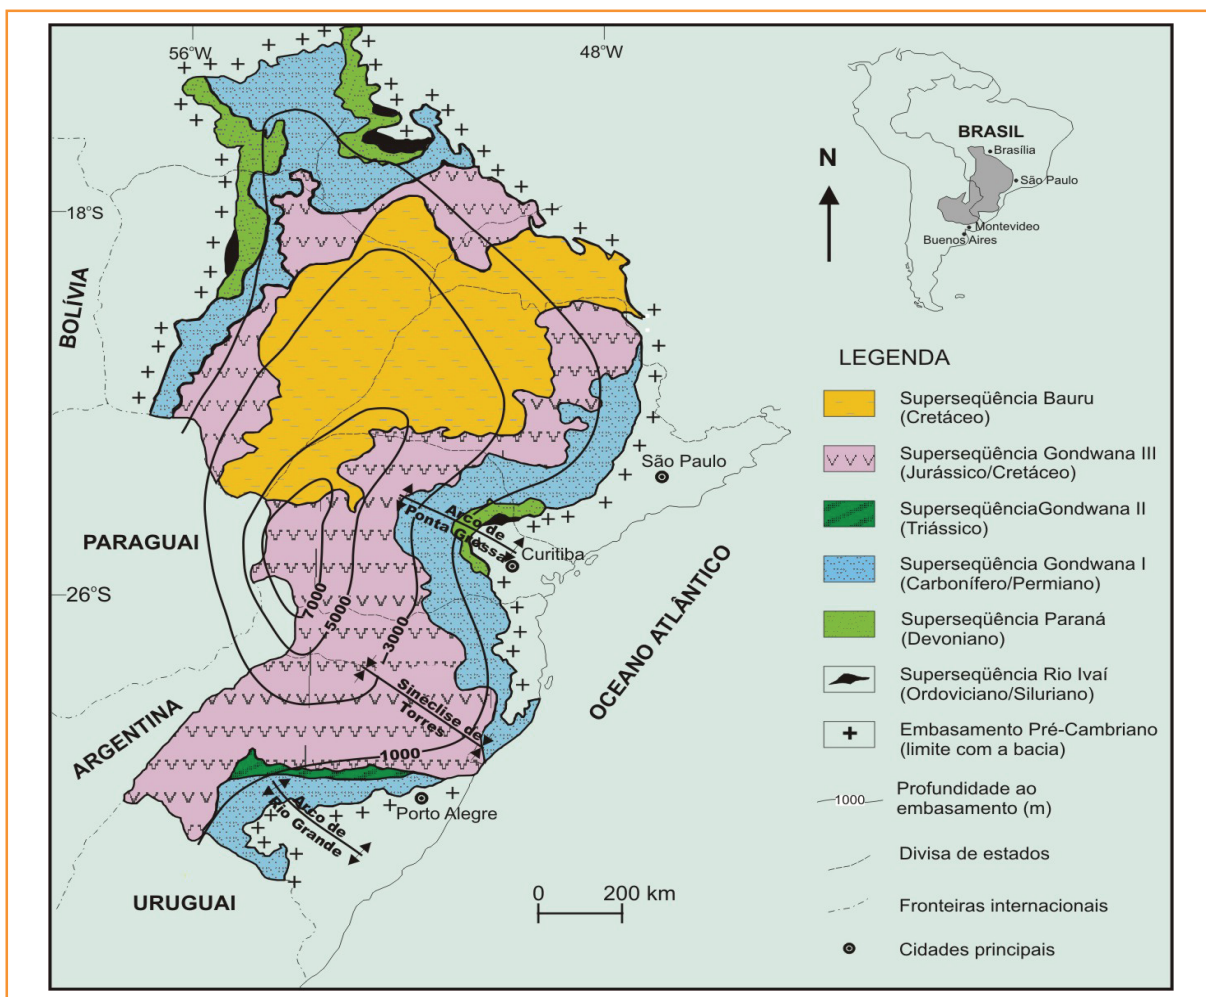 56°W
48°W
N
BRASIL
Brasília
São Paulo
Montevideo
Buenos Aires
18°S
BOLÍVIA
LEGENDA
Superseqüência Bauru
(Cretáceo)
Superseqüência Gondwana III
(Jurássico/Cretáceo)
SuperseqüênciaGondwana II
(Triássico)
Superseqüência Gondwana I
(Carbonífero/Permiano)
Superseqüência Paraná
(Devoniano)
Superseqüência Rio Ivaí
(Ordoviciano/Siluriano)
Embasamento Pré-Cambriano
(limite com a bacia)
1000
Profundidade ao
embasamento (m)
Divisa de estados
Fronteiras internacionais
Cidades principais
São Paulo
Arco de
Ponta Grossa
Curitiba
PARAGUAI
26°S
7000
5000
3000
OCEANO ATLÂNTICO
Sinéclise de
Torres
ARGENTINA
1000
Arco de
Rio Grande
Porto Alegre
URUGUAI
0 200 km